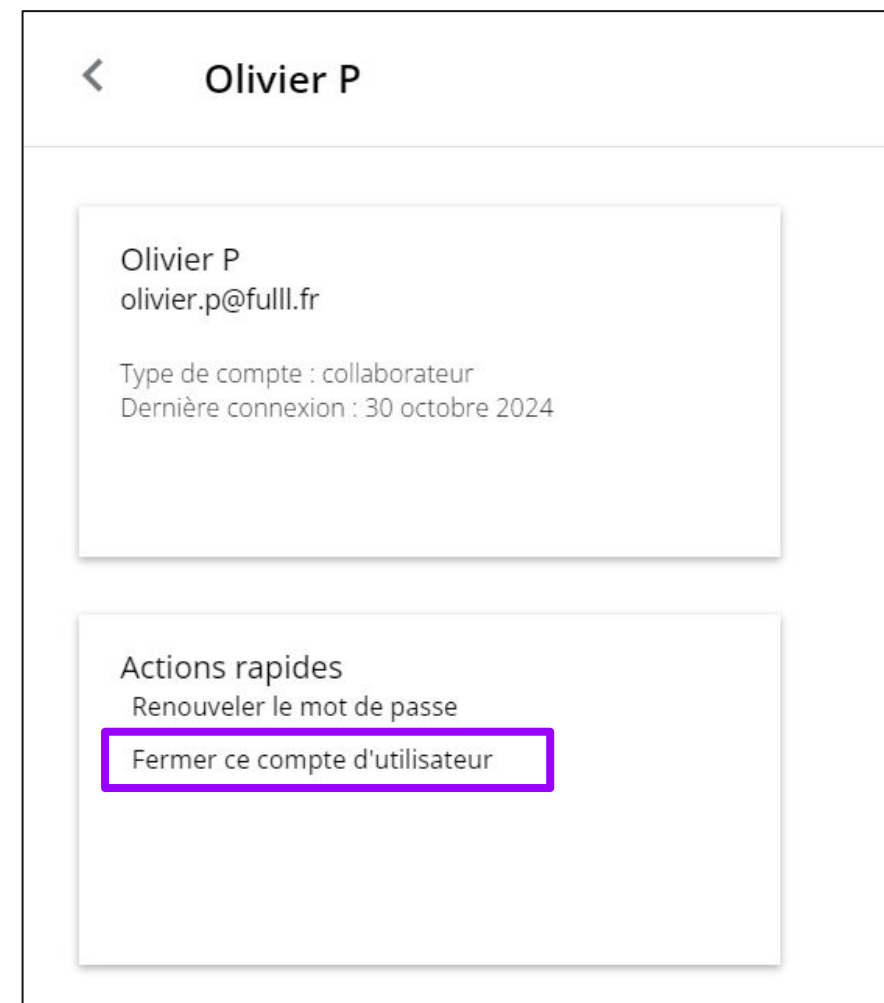 Olivier P
Olivier P
olivier.p@fulll.fr
Type de compte : collaborateur
Dernière connexion : 30 octobre 2024
Actions rapides
Renouveler le mot de passe
Fermer ce compte d'utilisateur